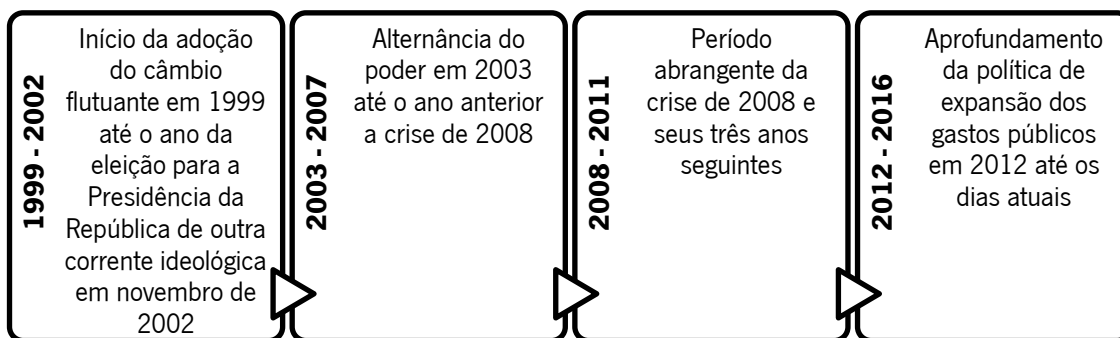 1999 - 2002
Início da adoção
do câmbio
flutuante em 1999
até o ano da
eleição para a
Presidência da
República de outra
corrente ideológica
em novembro de
2002
2003 - 2007
Alternância do
poder em 2003
até o ano anterior
a crise de 2008
2008 - 2011
Período
abrangente da
crise de 2008 e
seus três anos
seguintes
2012 - 2016
Aprofundamento
da política de
expansão dos
gastos públicos
em 2012 até os
dias atuais